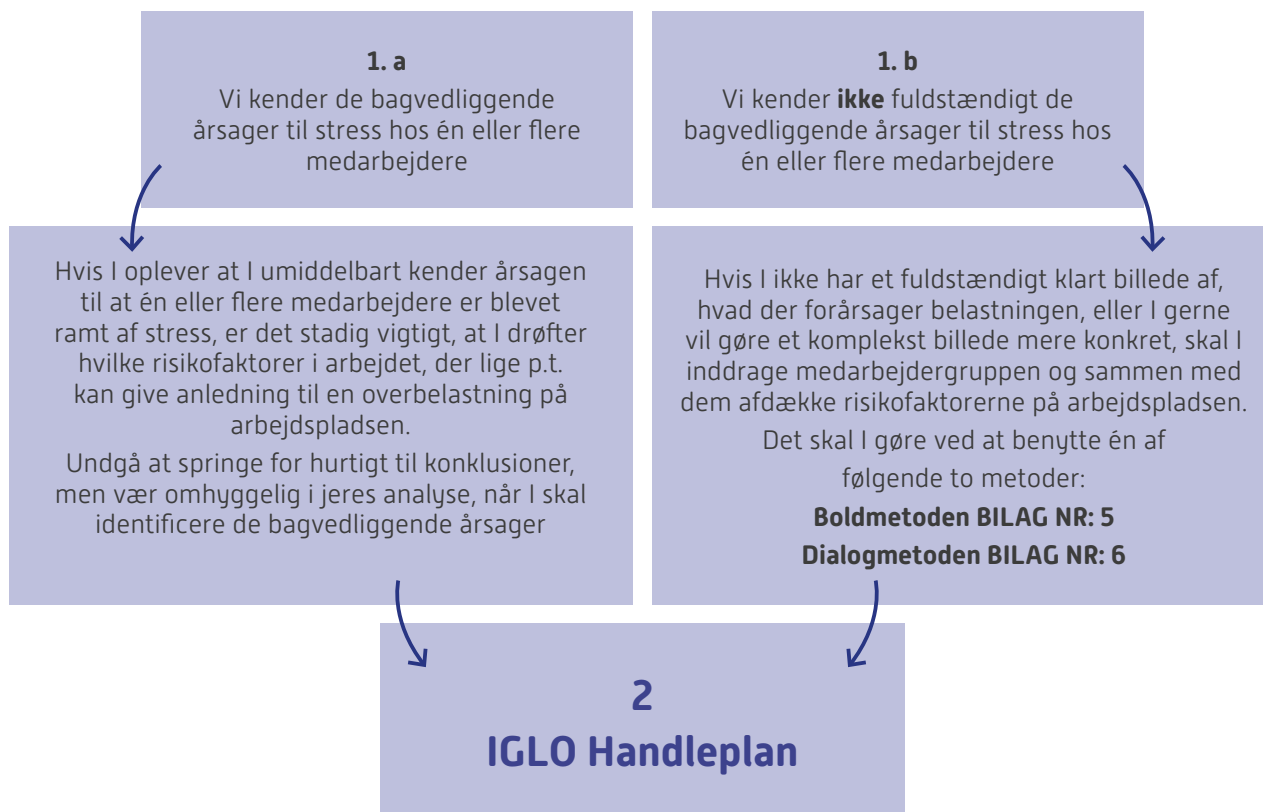 1. a
Vi kender de bagvedliggende
årsager til stress hos én eller flere
medarbejdere
Hvis I oplever at I umiddelbart kender årsagen
til at én eller flere medarbejdere er blevet
ramt af stress, er det stadig vigtigt, at I drøfter
hvilke risikofaktorer i arbejdet, der lige p.t.
kan give anledning til en overbelastning på
arbejdspladsen.
Undgå at springe for hurtigt til konklusioner,
men vær omhyggelig i jeres analyse, når I skal
identificere de bagvedliggende årsager
1. b
Vi kender ikke fuldstændigt de
bagvedliggende årsager til stress hos
én eller flere medarbejdere
Hvis I ikke har et fuldstændigt klart billede af,
hvad der forårsager belastningen, eller I gerne
vil gøre et komplekst billede mere konkret, skal I
inddrage medarbejdergruppen og sammen med
dem afdække risikofaktorerne på arbejdspladsen.
Det skal I gøre ved at benytte én af
følgende to metoder:
Boldmetoden BILAG NR: 5
Dialogmetoden BILAG NR: 6
2
IGLO Handleplan